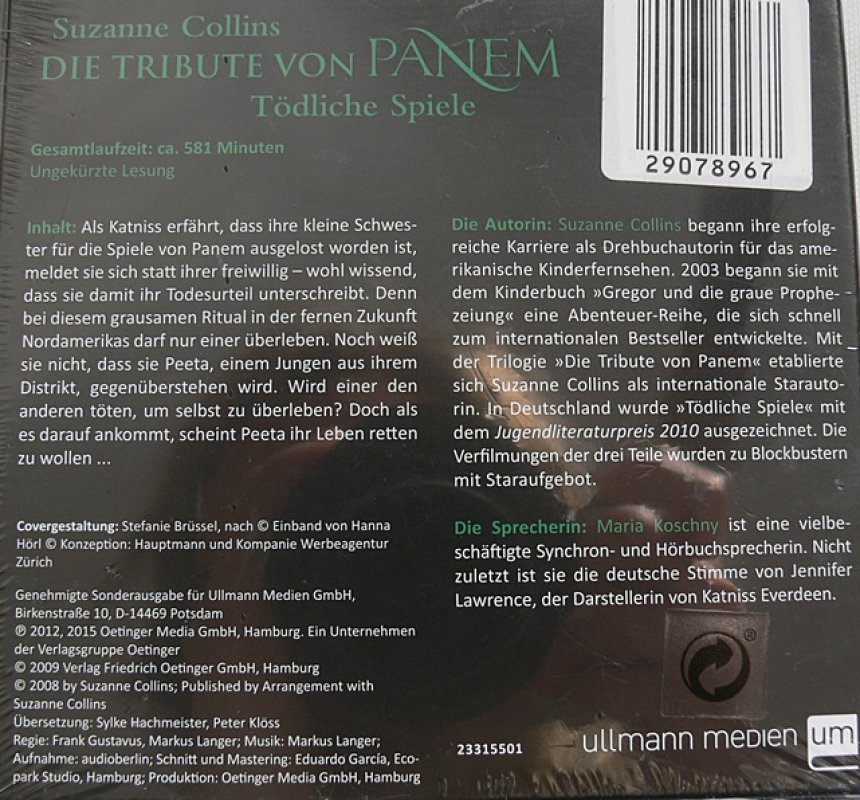 Suzanne Collins
DIE TRIBUTE VON PANEM
Tödliche Spiele
29078967
Gesamtlaufzeit: ca. 581 Minuten
Ungekürzte Lesung
Inhalt: Als Katniss erfährt, dass ihre kleine Schwes-
ter für die Spiele von Panem ausgelost worden ist,
meldet sie sich statt ihrer freiwillig – wohl wissend,
dass sie damit ihr Todesurteil unterschreibt. Denn
bei diesem grausamen Ritual in der fernen Zukunft
Nordamerikas darf nur einer überleben. Noch weiß
sie nicht, dass sie Peeta, einem Jungen aus ihrem
Distrikt, gegenüberstehen wird. Wird einer den
anderen töten, um selbst zu überleben? Doch als
es darauf ankommt, scheint Peeta ihr Leben retten
zu wollen ...
Covergestaltung: Stefanie Brüssel, nach © Einband von Hanna
Hörl © Konzeption: Hauptmann und Kompanie Werbeagentur
Zürich
Genehmigte Sonderausgabe für Ullmann Medien GmbH,
Birkenstraße 10, D-14469 Potsdam
℗ 2012, 2015 Oetinger Media GmbH, Hamburg. Ein Unternehmen
der Verlagsgruppe Oetinger
© 2009 Verlag Friedrich Oetinger GmbH, Hamburg
© 2008 by Suzanne Collins; Published by Arrangement with
Suzanne Collins
Übersetzung: Sylke Hachmeister, Peter Klöss
Regie: Frank Gustavus, Markus Langer; Musik: Markus Langer;
Aufnahme: audioberlin; Schnitt und Mastering: Eduardo García, Eco-
park Studio, Hamburg; Produktion: Oetinger Media GmbH, Hamburg
Die Autorin: Suzanne Collins begann ihre erfolg-
reiche Karriere als Drehbuchautorin für das ame-
rikanische Kinderfernsehen. 2003 begann sie mit
dem Kinderbuch »Gregor und die graue Prophe-
zeiung« eine Abenteuer-Reihe, die sich schnell
zum internationalen Bestseller entwickelte. Mit
der Trilogie »Die Tribute von Panem« etablierte
sich Suzanne Collins als internationale Starauto-
rin. In Deutschland wurde »Tödliche Spiele« mit
dem Jugendliteraturpreis 2010 ausgezeichnet. Die
Verfilmungen der drei Teile wurden zu Blockbustern
mit Staraufgebot.
Die Sprecherin: Maria Koschny ist eine vielbe-
schäftigte Synchron- und Hörbuchsprecherin. Nicht
zuletzt ist sie die deutsche Stimme von Jennifer
Lawrence, der Darstellerin von Katniss Everdeen.
®
23315501
ullmann medien um